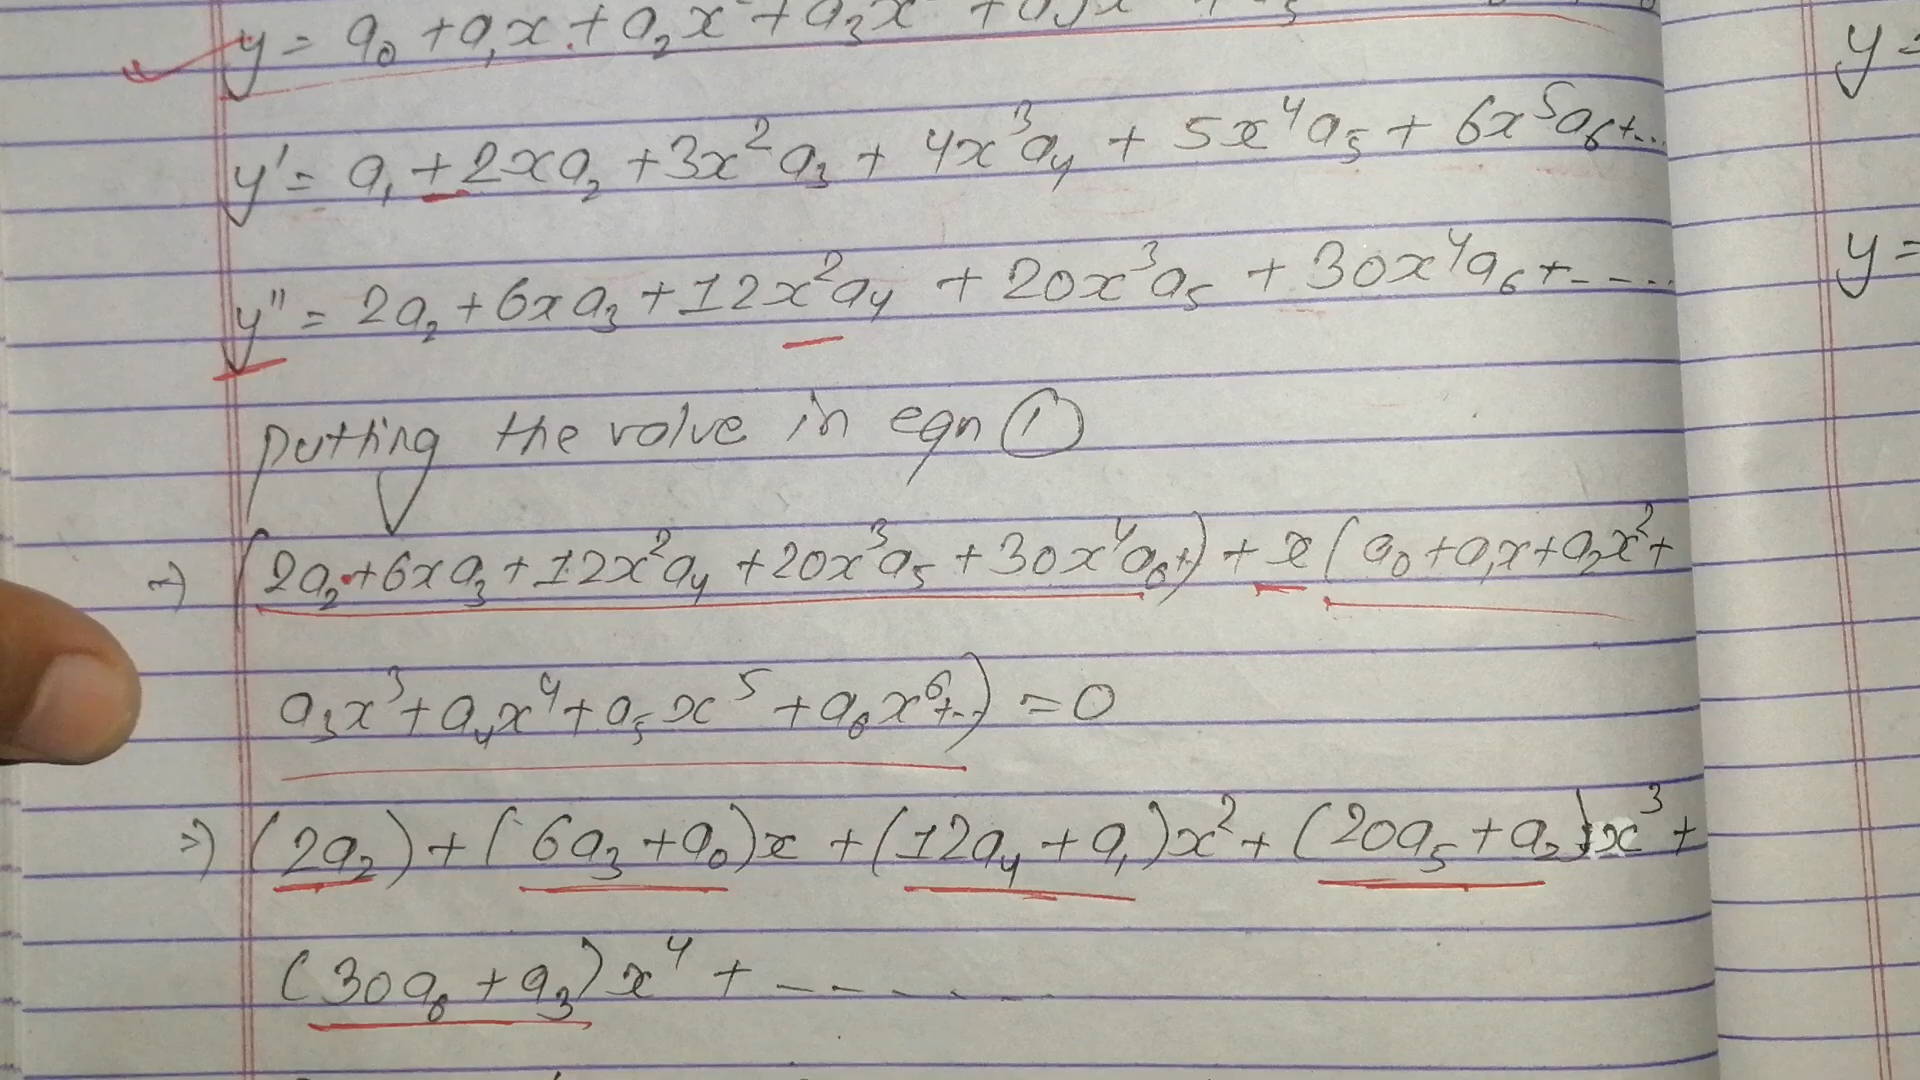 y = a₀ + a₁x + a₂x + a₃x +
y' = a₁ + 2xa₂ + 3x²a₃ + 4x³a₄ + 5x⁴a₅ + 6x⁵a₆ + ...
y'' = 2a₂ + 6xa₃ + 12x²a₄ + 20x³a₅ + 30x⁴a₆ + - - - ..
putting the value in eqn ①
⇒ (2a₂ + 6xa₃ + 12x²a₄ + 20x³a₅ + 30x⁴a₆ + ) + x (a₀ + a₁x + a₂x² +
a₃x³ + a₄x⁴ + a₅x⁵ + a₆x⁶ + - ) = 0
⇒ (2a₂) + (6a₃ + a₀)x + (12a₄ + a₁)x² + (20a₅ + a₂)x³ +
(30a₆ + a₃)x⁴ + - - - - - -
y =
y =